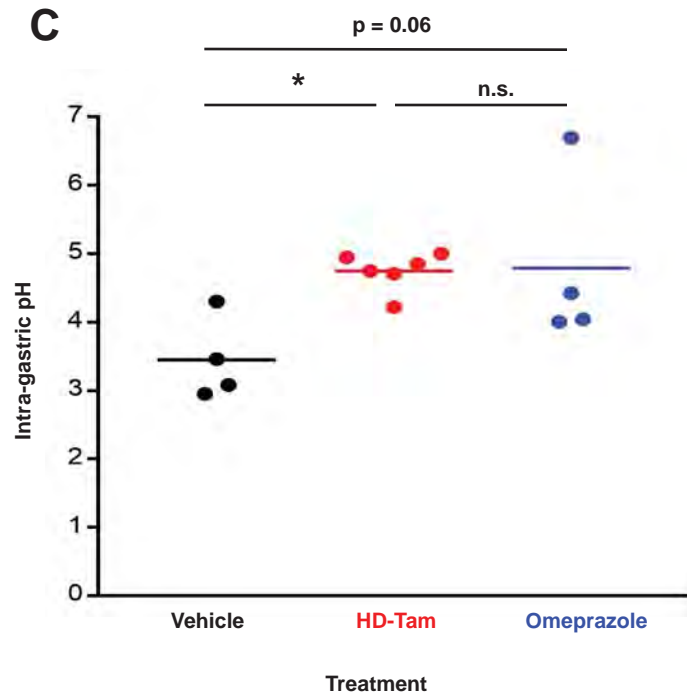 C
p = 0.06
*
n.s.
7
6
5
4
3
2
1
0
Intra-gastric pH
Vehicle
HD-Tam
Omeprazole
Treatment